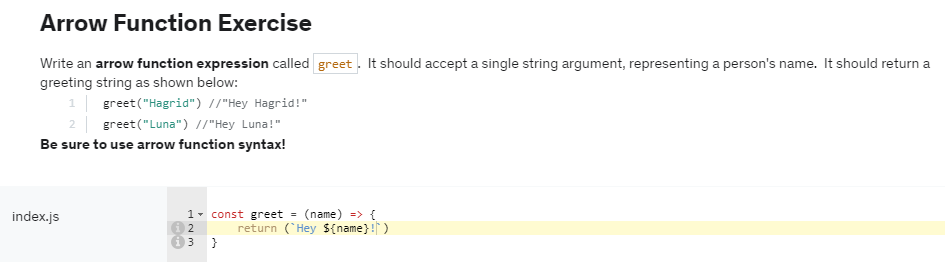 Arrow Function Exercise
Write an arrow function expression called greet. It should accept a single string argument, representing a person's name. It should return a
greeting string as shown below:
1 greet("Hagrid") //"Hey Hagrid!"
2 greet("Luna") //"Hey Luna!"
Be sure to use arrow function syntax!
index.js
1 const greet = (name) => {
2 return (`Hey ${name}!`)
3 }